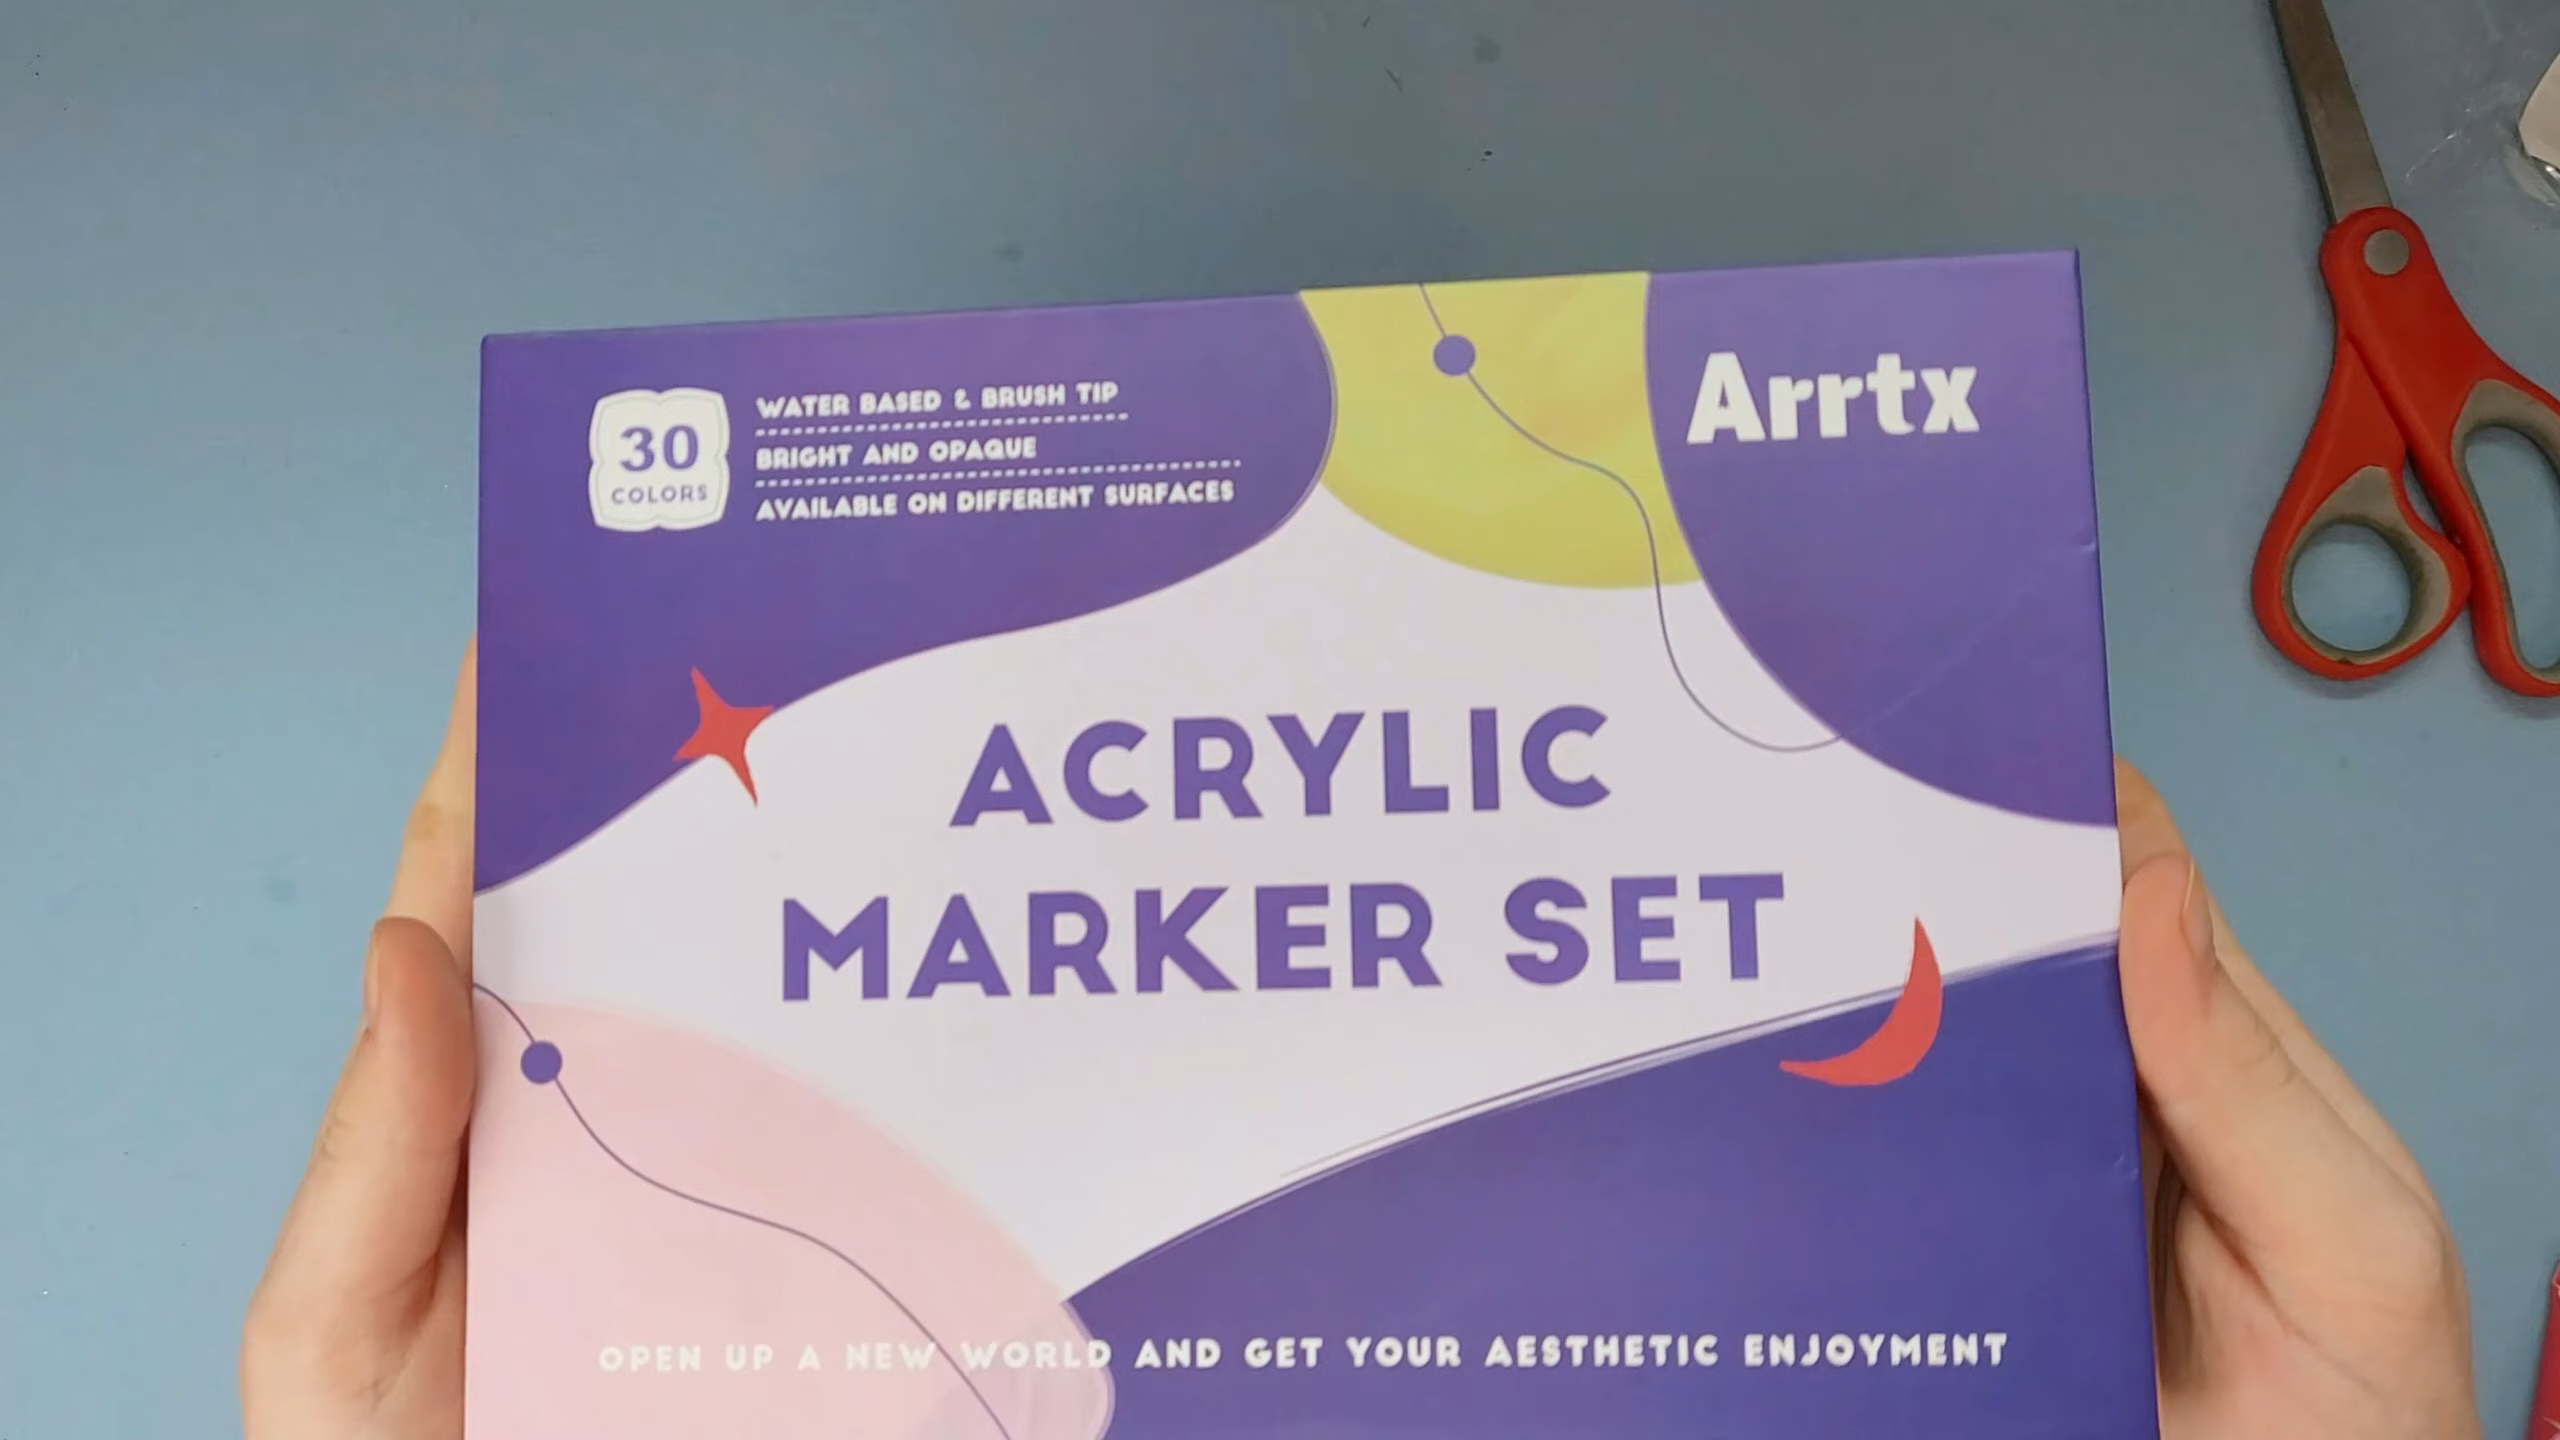 30
COLORS
WATER BASED & BRUSH TIP
BRIGHT AND OPAQUE
AVAILABLE ON DIFFERENT SURFACES
Arrtx
ACRYLIC
MARKER SET
OPEN UP A NEW WORLD AND GET YOUR AESTHETIC ENJOYMENT